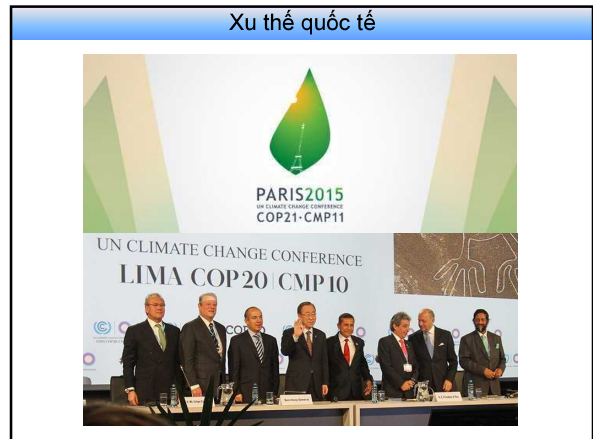 Xu thế quốc tế
PARIS2015
UN CLIMATE CHANGE CONFERENCE
COP21·CMP11
UN CLIMATE CHANGE CONFERENCE
LIMA COP20 | CMP10